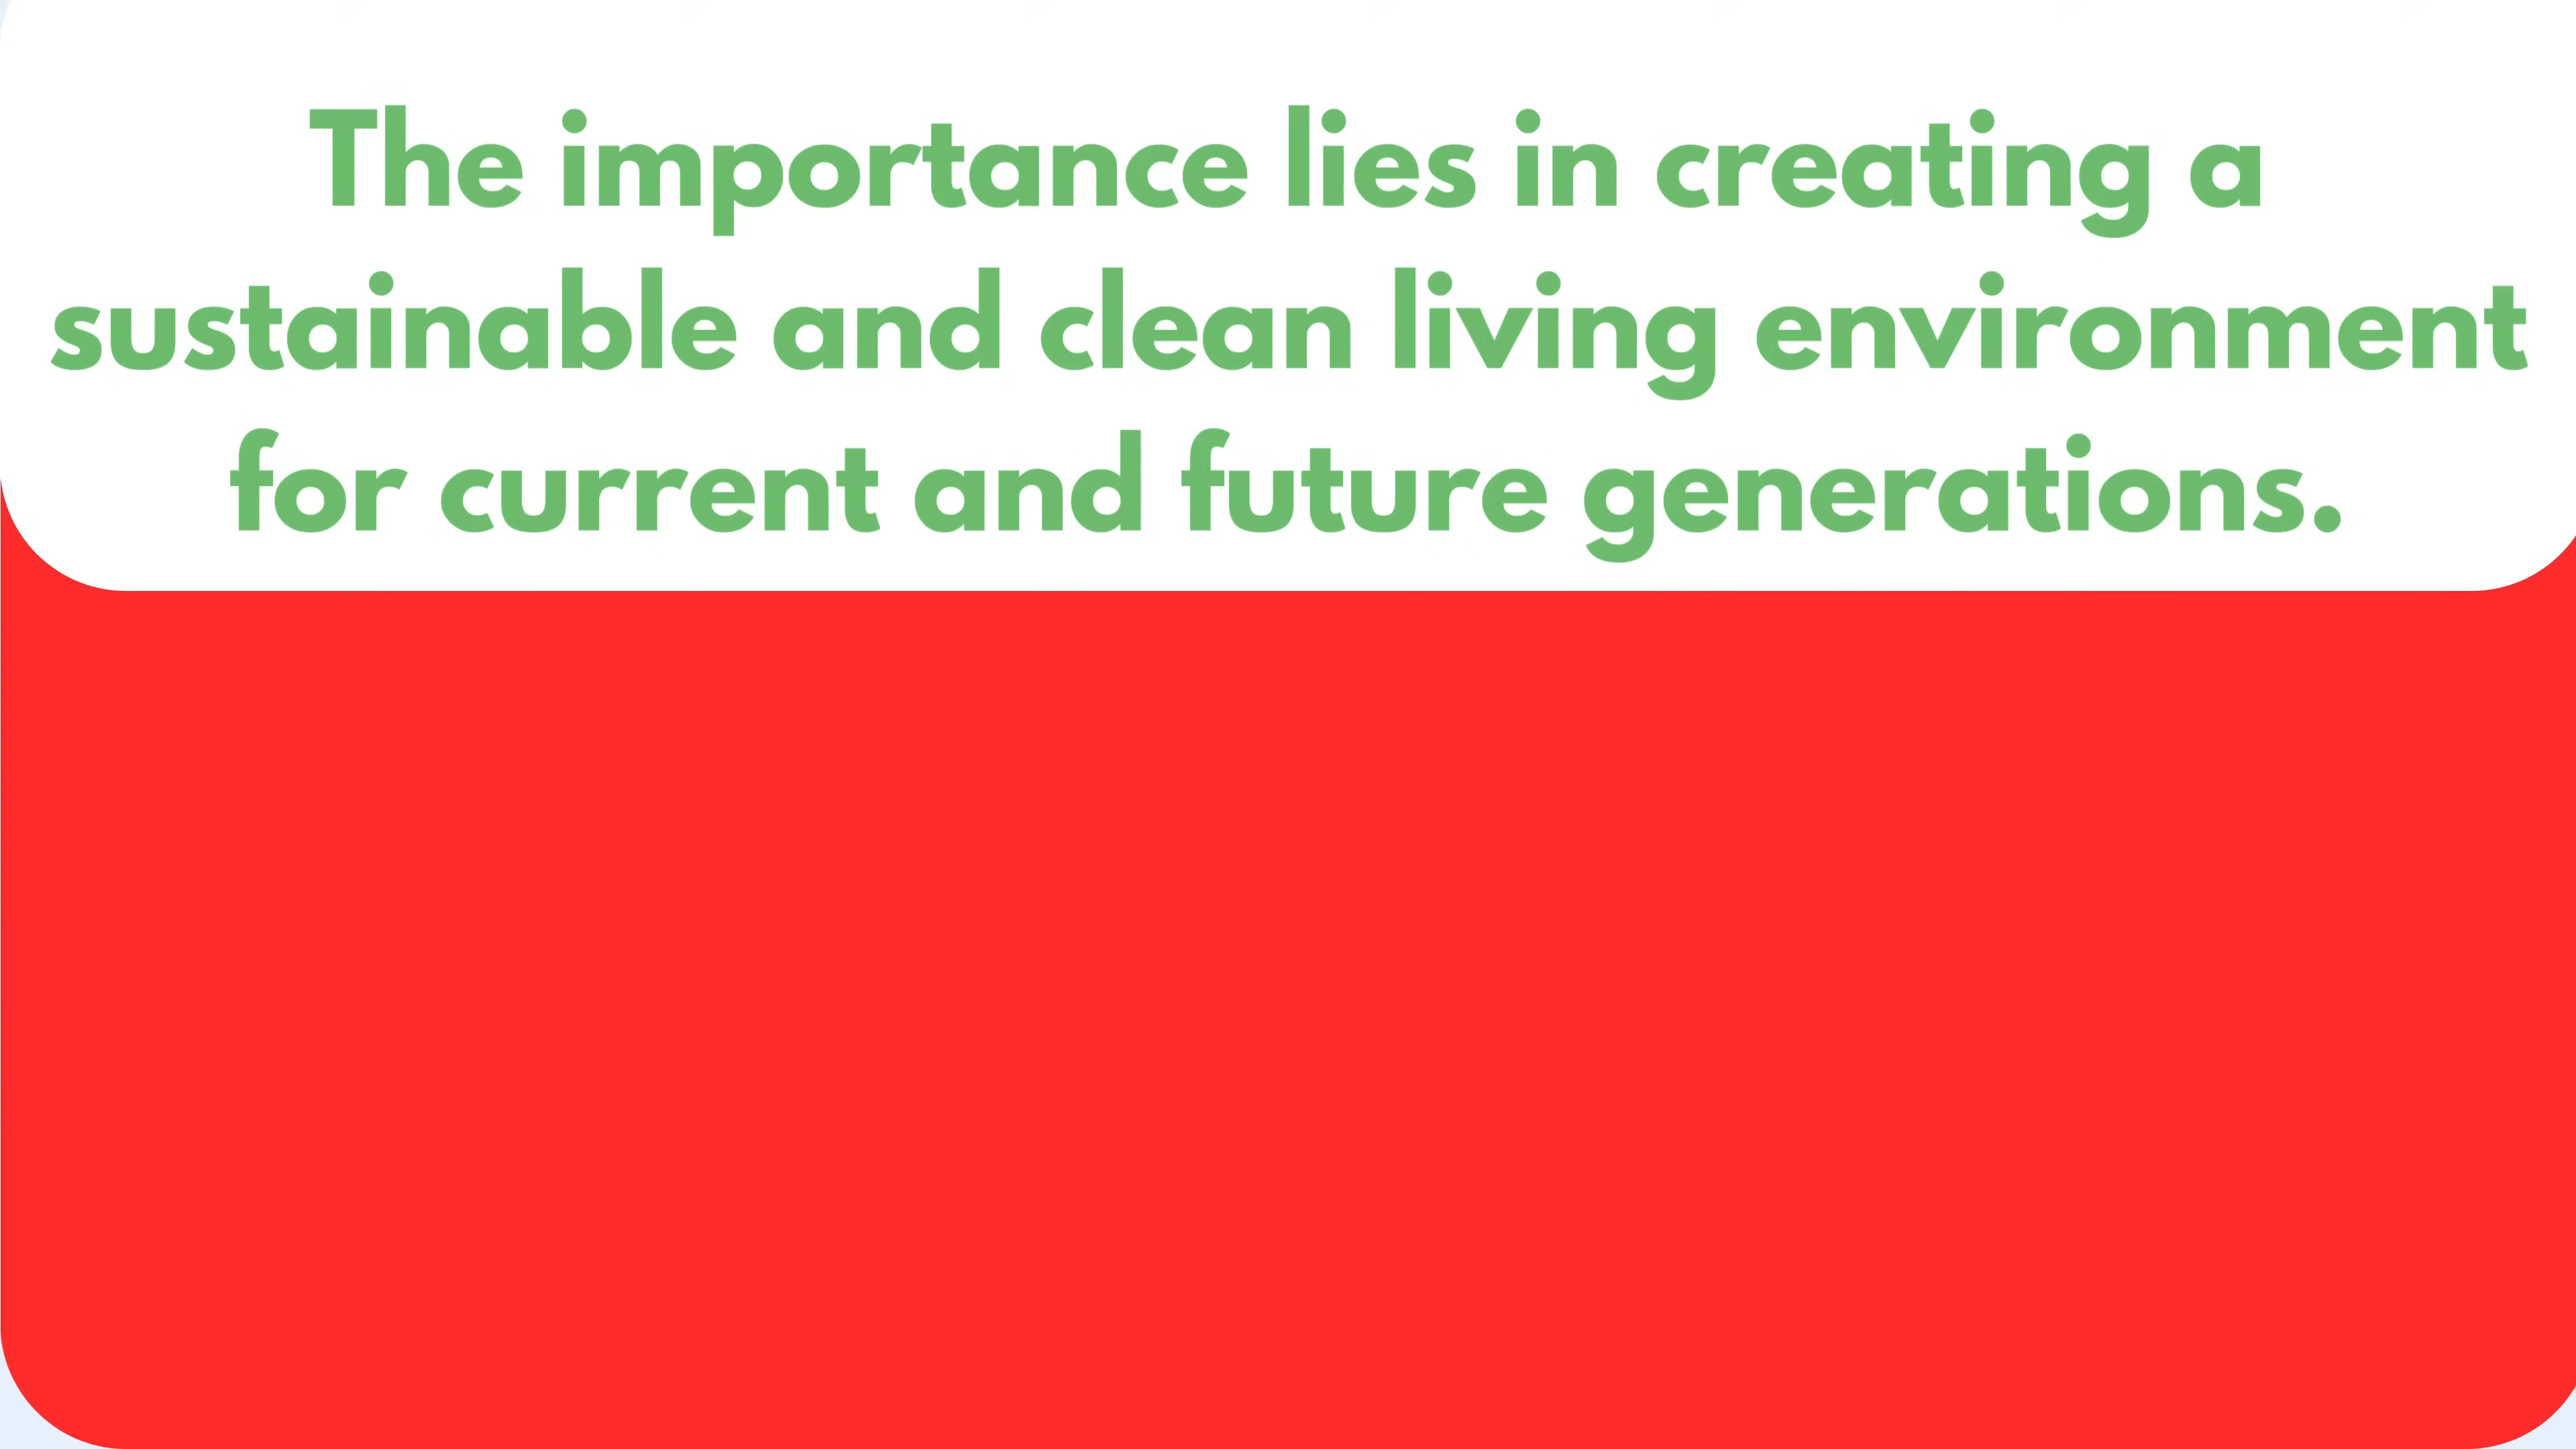 The importance lies in creating a
sustainable and clean living environment
for current and future generations.